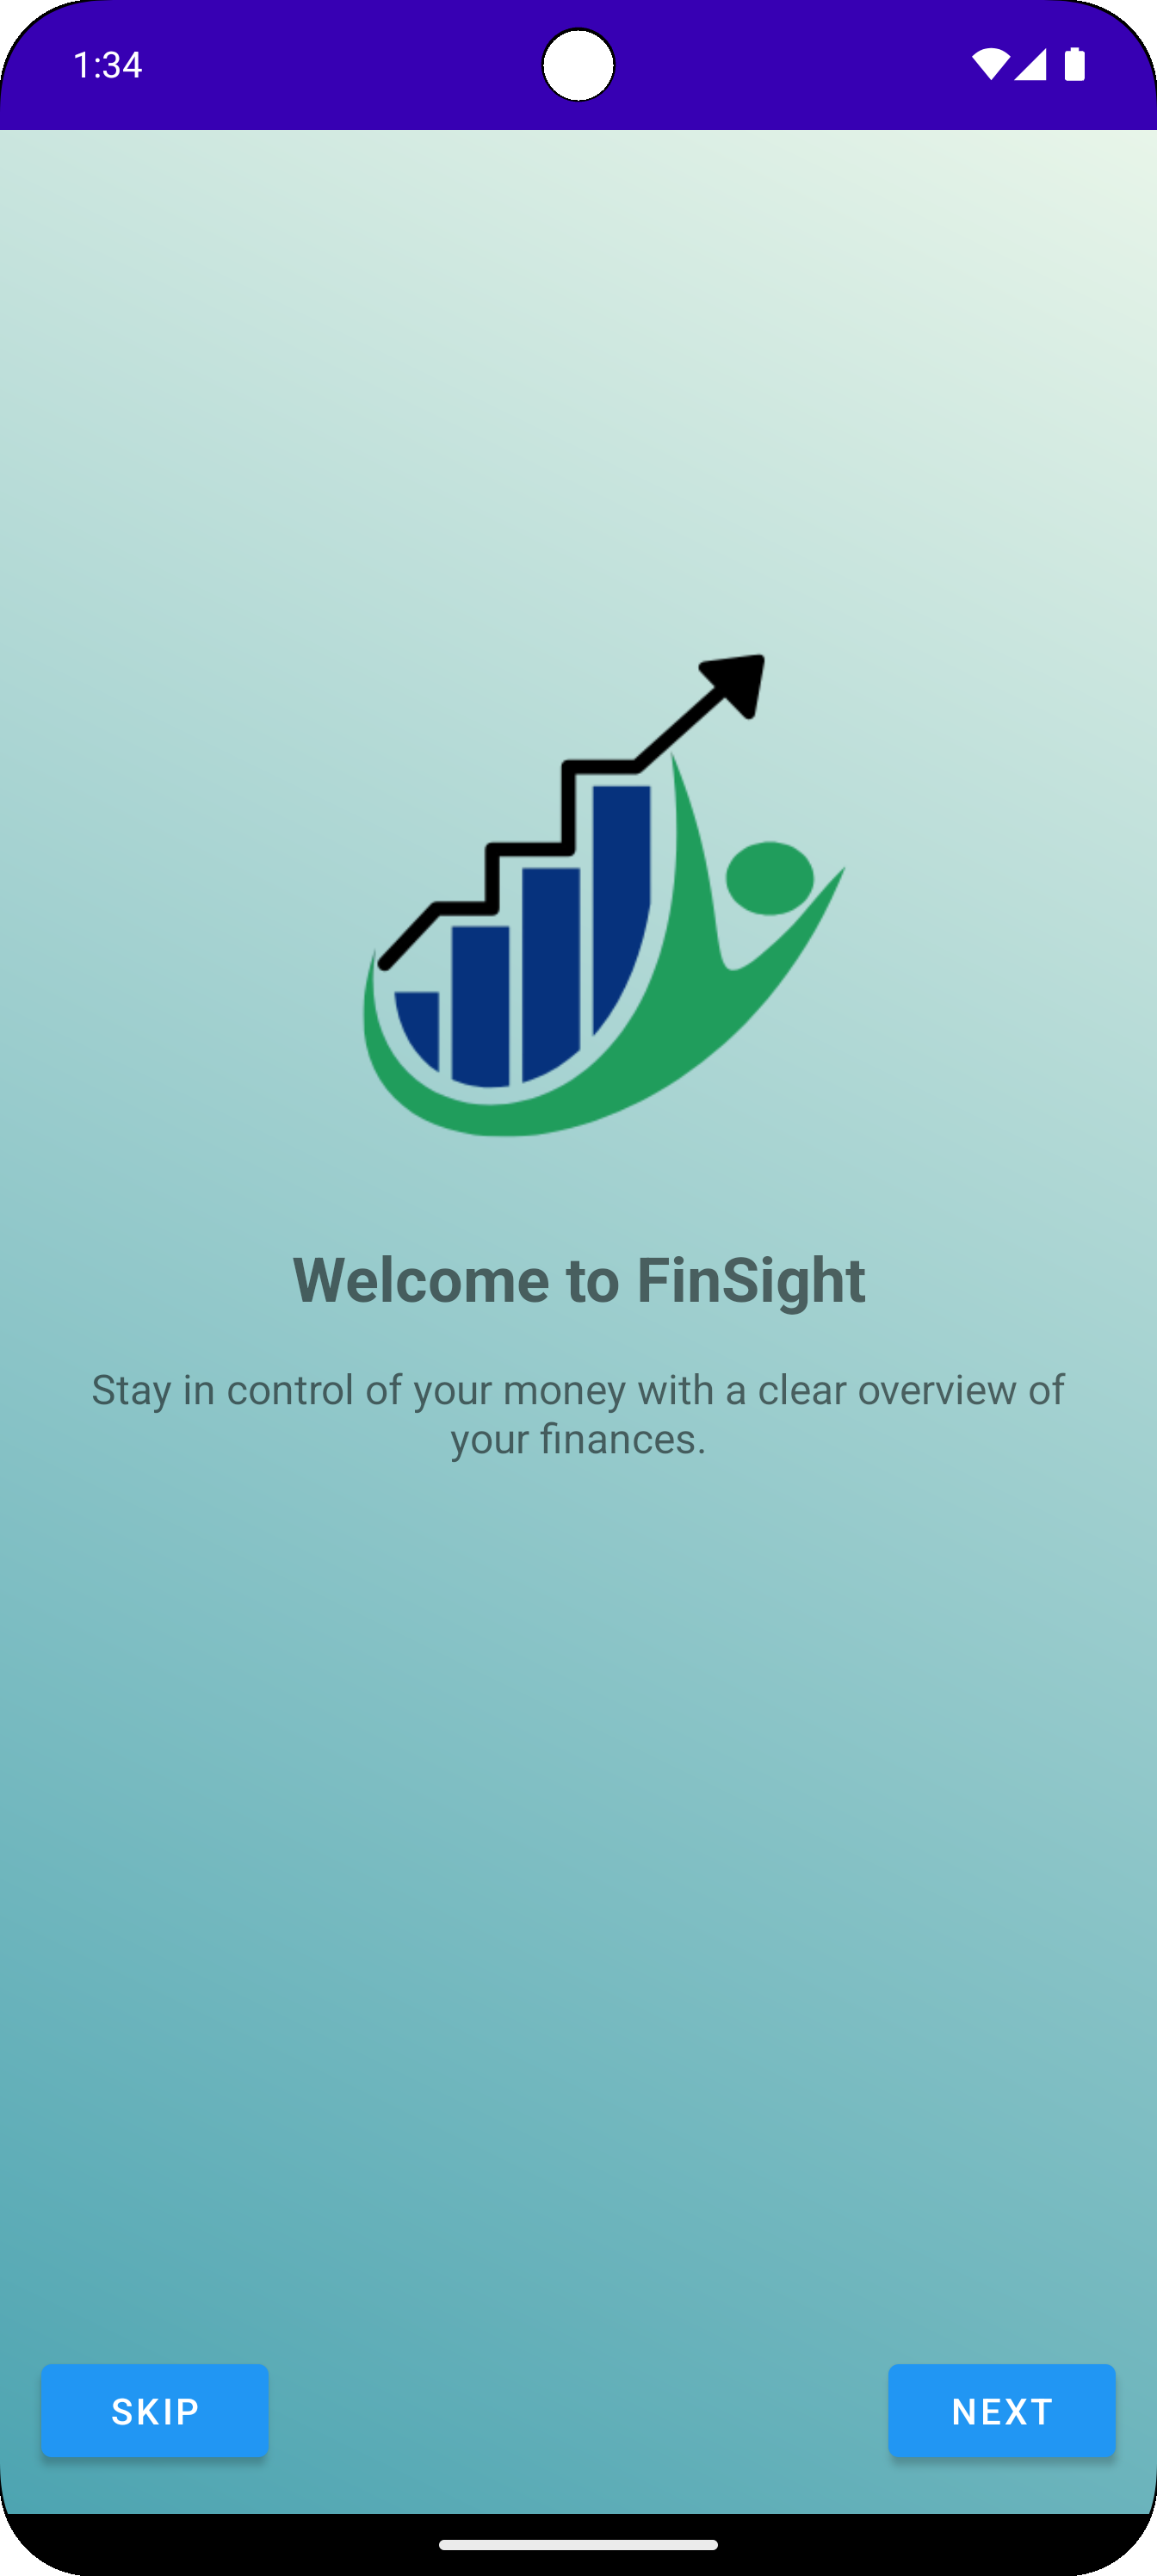 1:34
Welcome to FinSight
Stay in control of your money with a clear overview of
your finances.
SKIP
NEXT